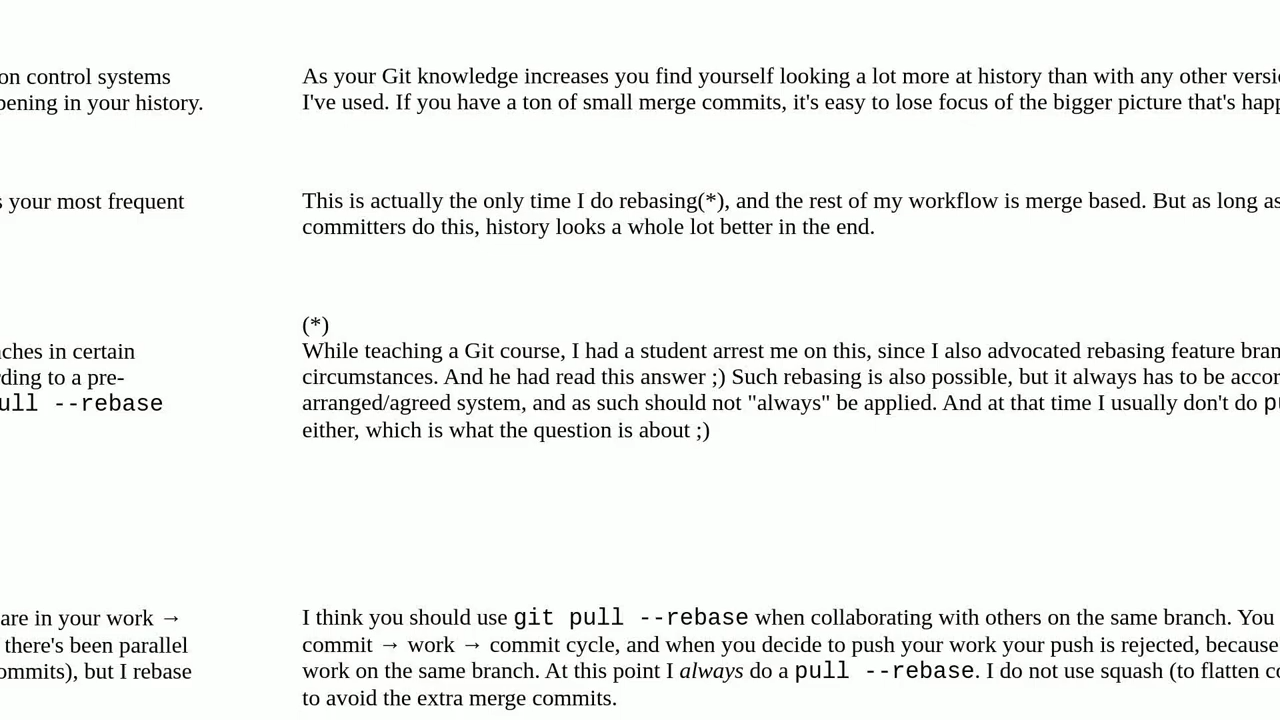 on control systems
pening in your history.
s your most frequent
ches in certain
ding to a pre-
ull --rebase
are in your work →
there's been parallel
ommits), but I rebase
As your Git knowledge increases you find yourself looking a lot more at history than with any other versi
I've used. If you have a ton of small merge commits, it's easy to lose focus of the bigger picture that's hap
This is actually the only time I do rebasing(*), and the rest of my workflow is merge based. But as long as
committers do this, history looks a whole lot better in the end.
(*)
While teaching a Git course, I had a student arrest me on this, since I also advocated rebasing feature bran
circumstances. And he had read this answer ;) Such rebasing is also possible, but it always has to be accor
arranged/agreed system, and as such should not "always" be applied. And at that time I usually don't do p
either, which is what the question is about ;)
I think you should use git pull --rebase when collaborating with others on the same branch. You
commit → work → commit cycle, and when you decide to push your work your push is rejected, because
work on the same branch. At this point I always do a pull --rebase. I do not use squash (to flatten c
to avoid the extra merge commits.